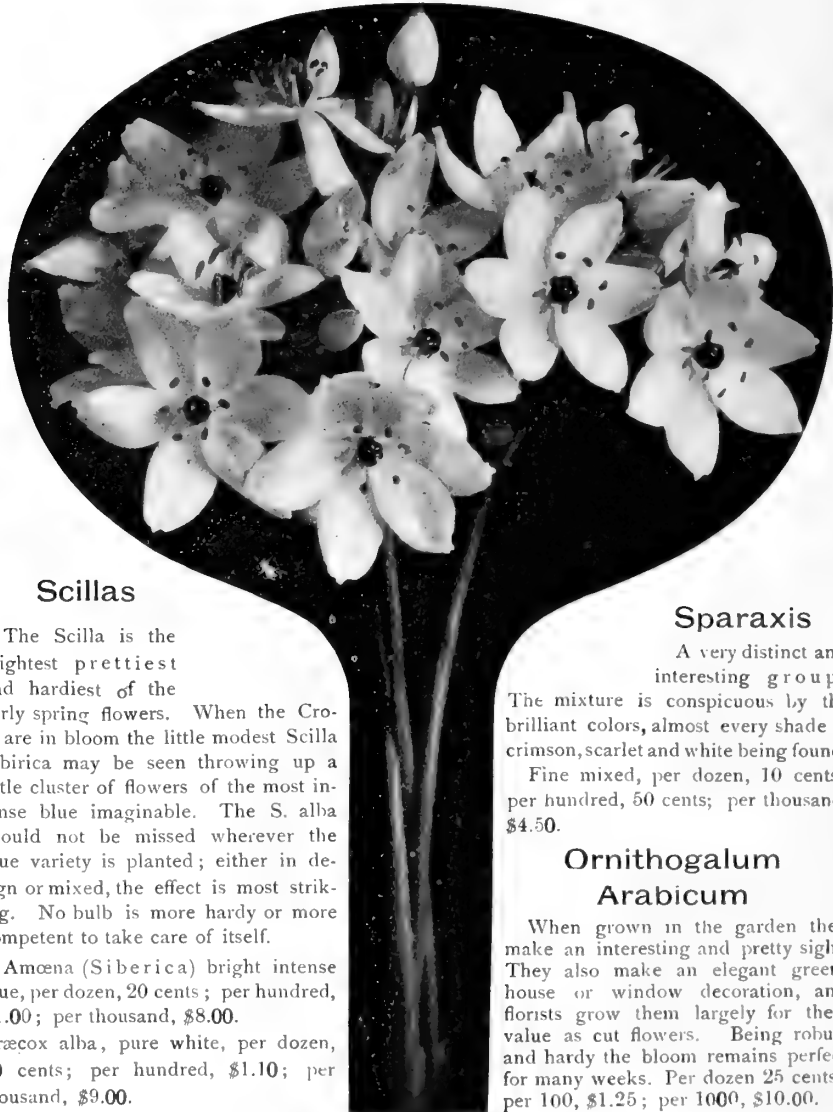 Scillas
The Scilla is the
ightest prettiest
d hardiest of the
rly spring flowers. When the Cro-
are in bloom the little modest Scilla
birica may be seen throwing up a
tle cluster of flowers of the most in-
nse blue imaginable. The S. alba
ould not be missed wherever the
ue variety is planted; either in de-
gn or mixed, the effect is most strik-
g. No bulb is more hardy or more
mpetent to take care of itself.
Amœna (Siberica) bright intense
ue, per dozen, 20 cents; per hundred,
.00; per thousand, $8.00.
ræcox alba, pure white, per dozen,
cents; per hundred, $1.10; per
ousand, $9.00.
Sparaxis
A very distinct an
interesting group
The mixture is conspicuous by th
brilliant colors, almost every shade
crimson, scarlet and white being foun
Fine mixed, per dozen, 10 cents
per hundred, 50 cents; per thousan
$4.50.
Ornithogalum
Arabicum
When grown in the garden the
make an interesting and pretty sigh
They also make an elegant green
house or window decoration, an
florists grow them largely for the
value as cut flowers. Being robu
and hardy the bloom remains perfe
for many weeks. Per dozen 25 cents
per 100, $1.25; per 1000, $10.00.